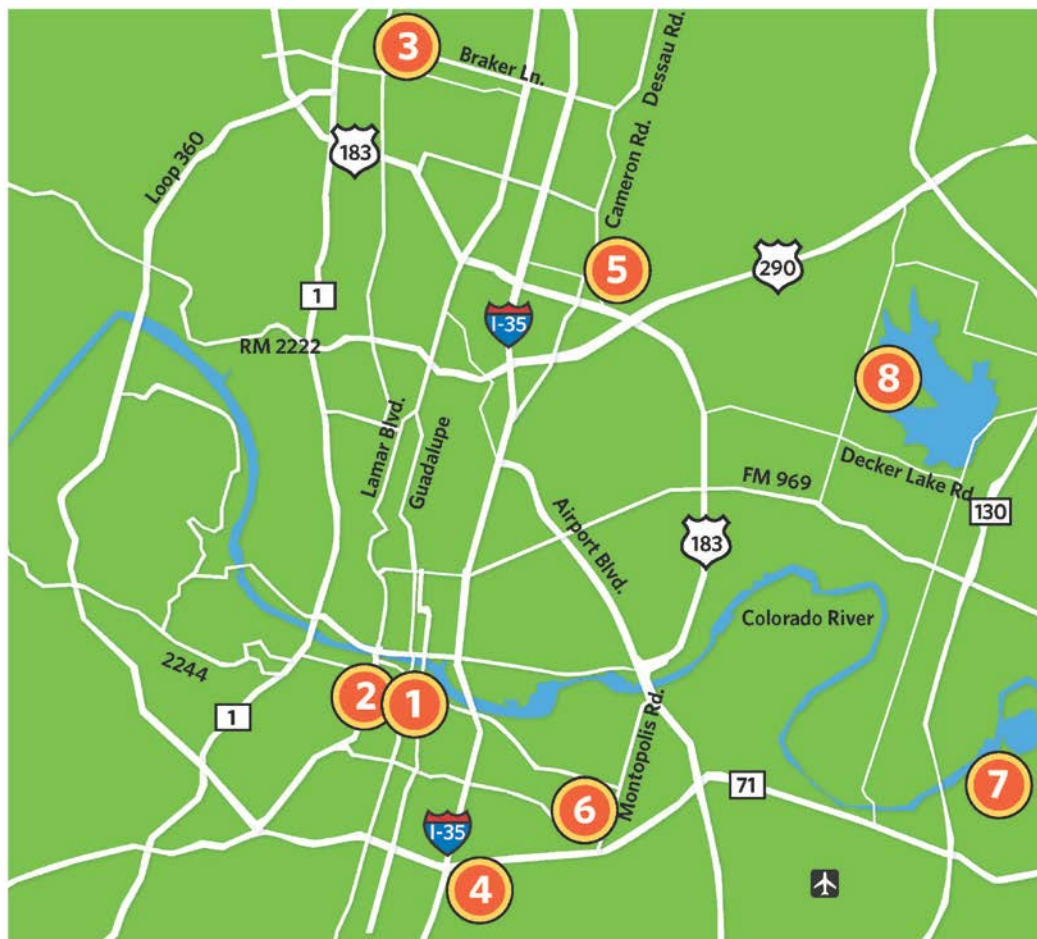 3
Braker Ln.
Dessau Rd.
Cameron Rd.
Loop 360
183
5
290
1
I-35
RM 2222
8
Lamar Blvd.
Guadalupe
Decker Lake Rd.
FM 969
130
Airport Blvd.
183
Colorado River
2244
2
1
1
Montopolis Rd.
71
7
6
I-35
4